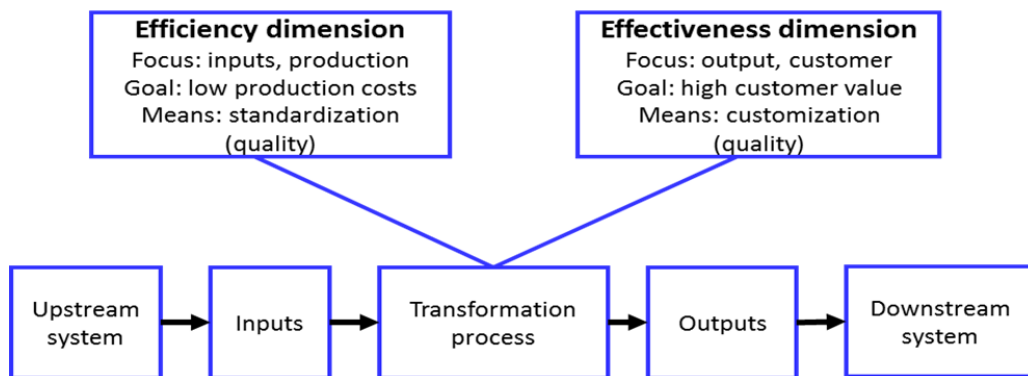 Efficiency dimension
Focus: inputs, production
Goal: low production costs
Means: standardization
(quality)
Effectiveness dimension
Focus: output, customer
Goal: high customer value
Means: customization
(quality)
Upstream
system
Inputs
Transformation
process
Outputs
Downstream
system